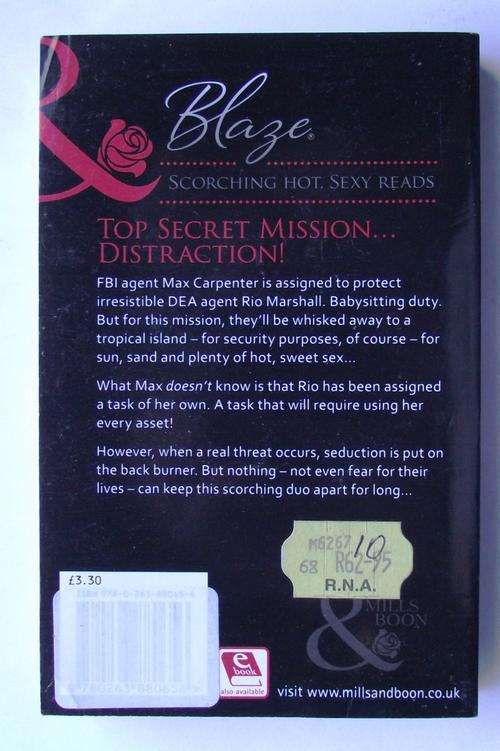 Blaze®
SCORCHING HOT, SEXY READS
TOP SECRET MISSION...
DISTRACTION!
FBI agent Max Carpenter is assigned to protect
irresistible DEA agent Rio Marshall. Babysitting duty.
But for this mission, they'll be whisked away to a
tropical island – for security purposes, of course – for
sun, sand and plenty of hot, sweet sex...
What Max doesn't know is that Rio has been assigned
a task of her own. A task that will require using her
every asset!
However, when a real threat occurs, seduction is put on
the back burner. But nothing – not even fear for their
lives – can keep this scorching duo apart for long...
M6267 10
68 R62-95
R.N.A.
£3.30
MILLS
&
BOON
e
book
also available
visit www.millsandboon.co.uk